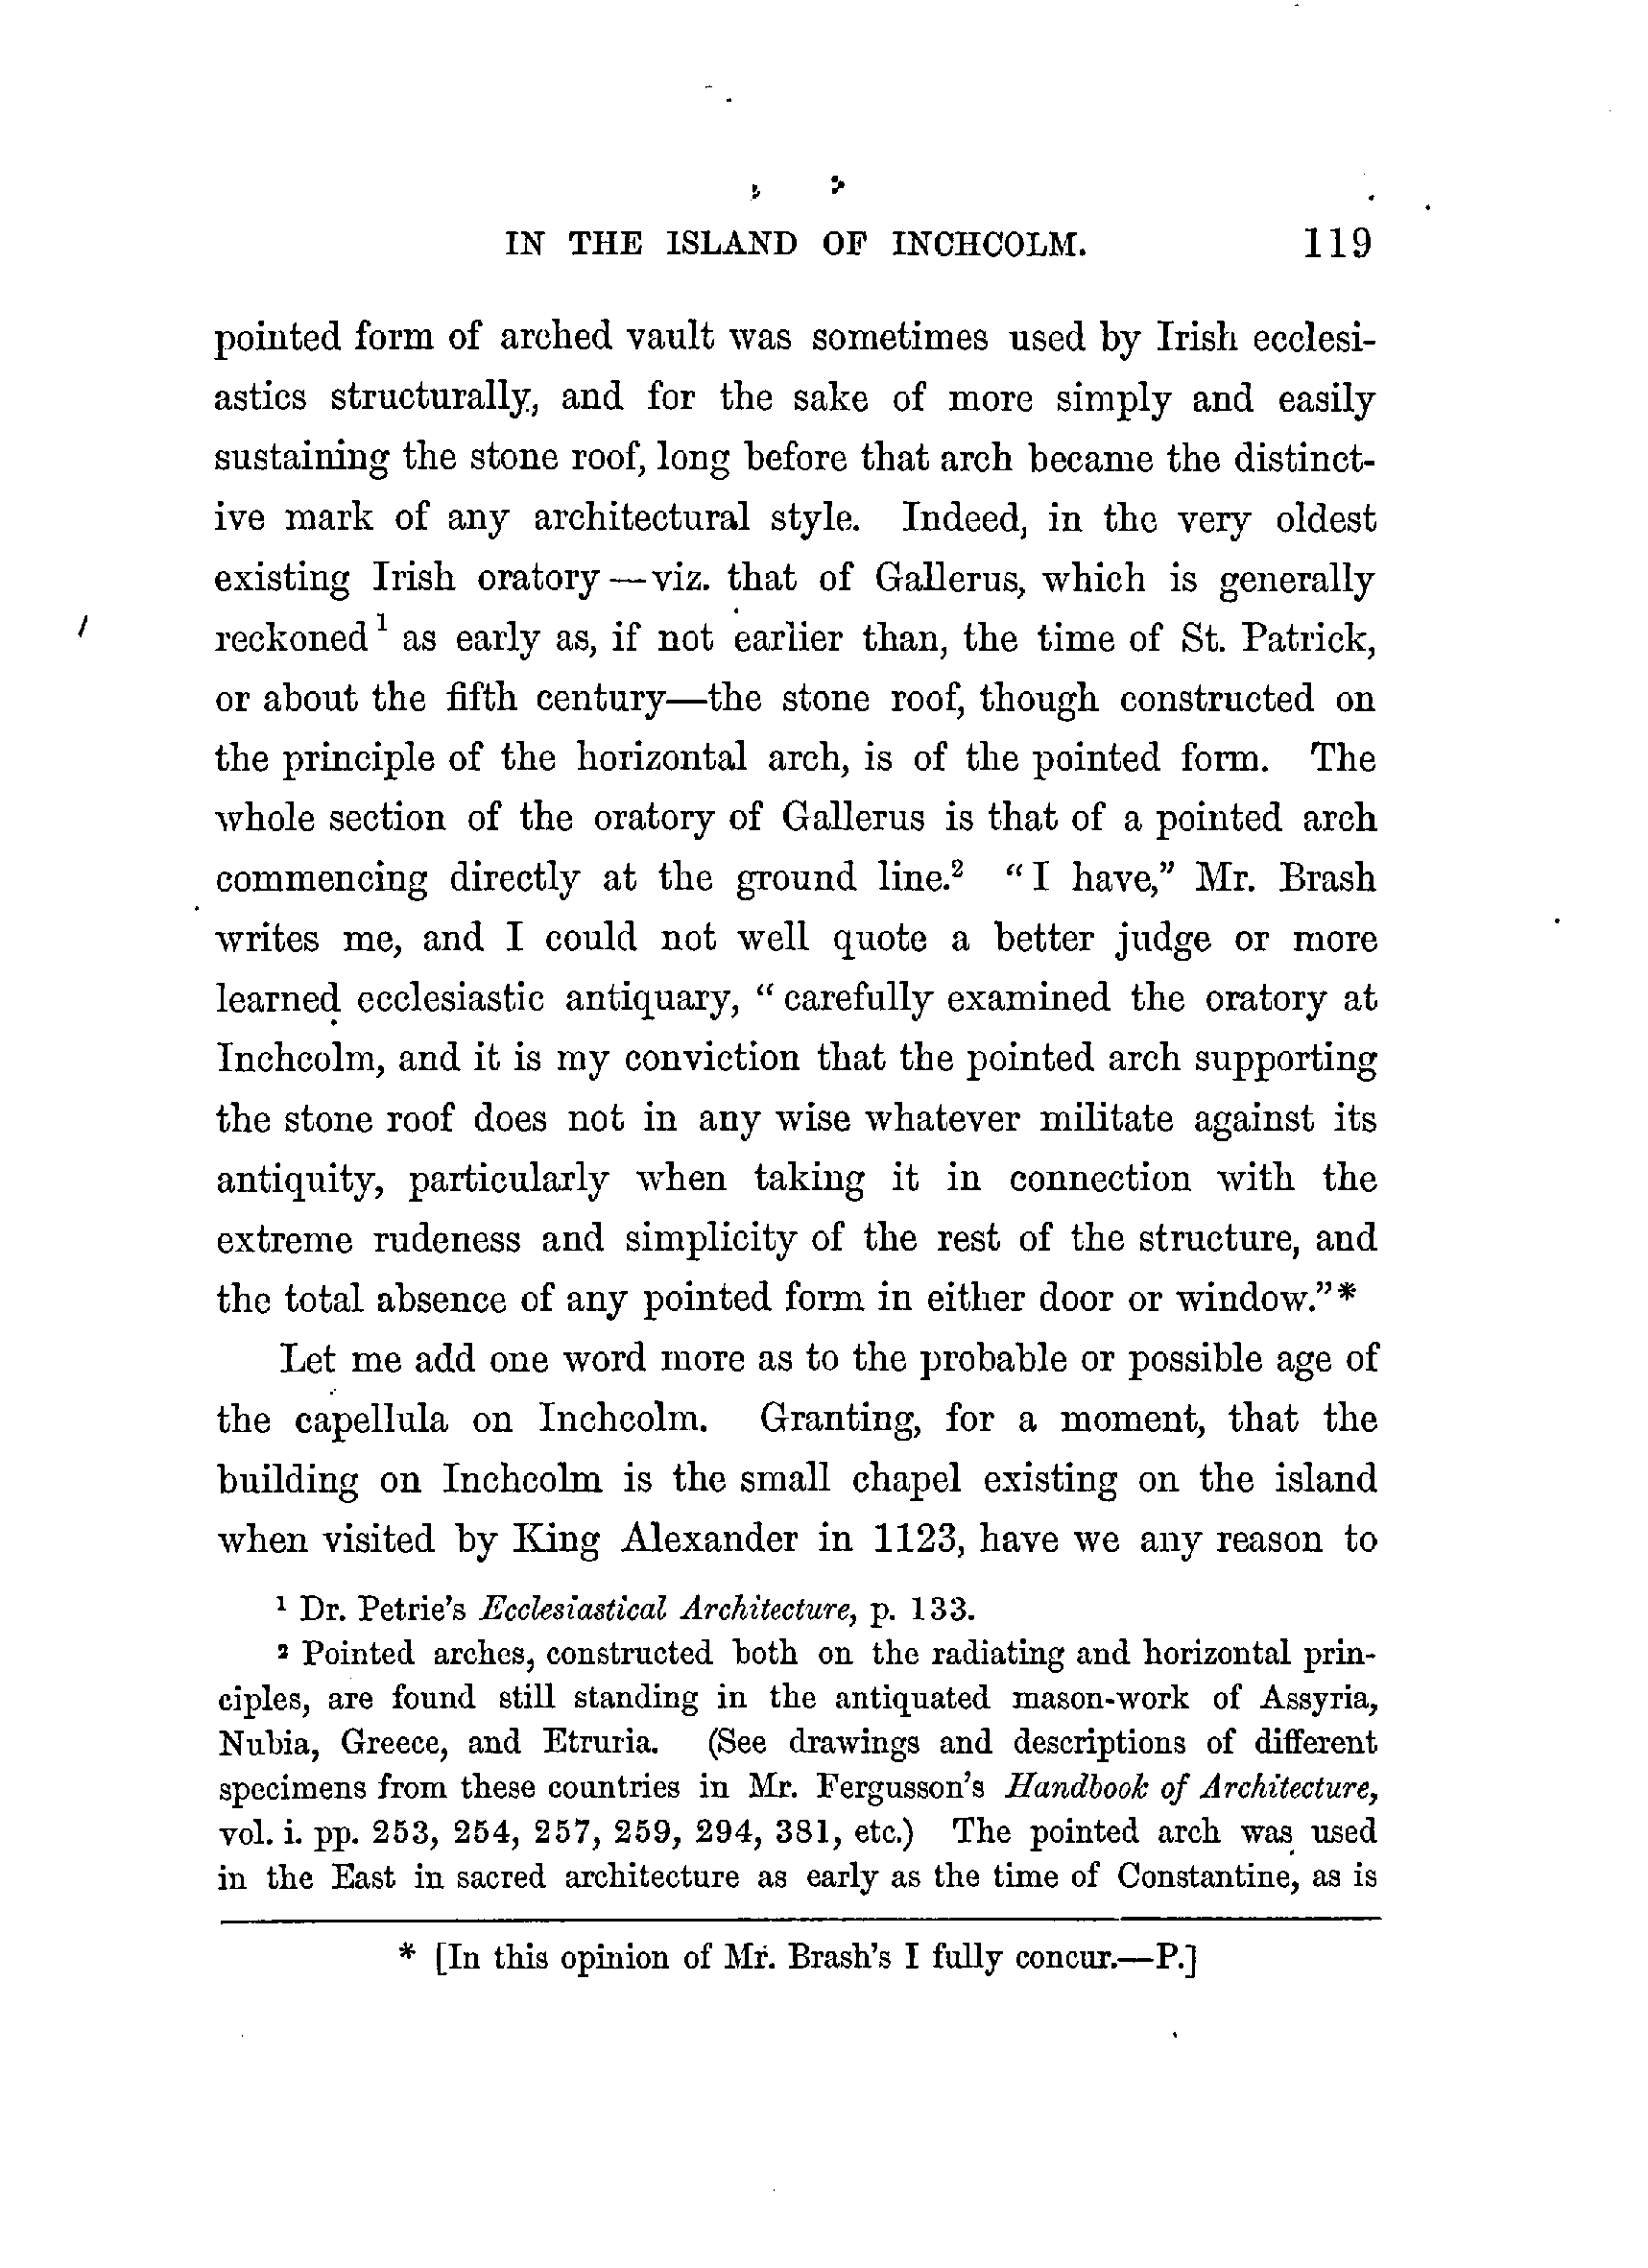 IN THE ISLAND OF INCHCOLM. 119
pointed form of arched vault was sometimes used by Irish ecclesi-
astics structurally, and for the sake of more simply and easily
sustaining the stone roof, long before that arch became the distinct-
ive mark of any architectural style. Indeed, in the very oldest
existing Irish oratory—viz. that of Gallerus, which is generally
reckoned¹ as early as, if not earlier than, the time of St. Patrick,
or about the fifth century—the stone roof, though constructed on
the principle of the horizontal arch, is of the pointed form. The
whole section of the oratory of Gallerus is that of a pointed arch
commencing directly at the ground line.² "I have," Mr. Brash
writes me, and I could not well quote a better judge or more
learned ecclesiastic antiquary, "carefully examined the oratory at
Inchcolm, and it is my conviction that the pointed arch supporting
the stone roof does not in any wise whatever militate against its
antiquity, particularly when taking it in connection with the
extreme rudeness and simplicity of the rest of the structure, and
the total absence of any pointed form in either door or window."*
Let me add one word more as to the probable or possible age of
the capellula on Inchcolm. Granting, for a moment, that the
building on Inchcolm is the small chapel existing on the island
when visited by King Alexander in 1123, have we any reason to
¹ Dr. Petrie's Ecclesiastical Architecture, p. 133.
² Pointed arches, constructed both on the radiating and horizontal prin-
ciples, are found still standing in the antiquated mason-work of Assyria,
Nubia, Greece, and Etruria. (See drawings and descriptions of different
specimens from these countries in Mr. Fergusson's Handbook of Architecture,
vol. i. pp. 253, 254, 257, 259, 294, 381, etc.) The pointed arch was used
in the East in sacred architecture as early as the time of Constantine, as is
* [In this opinion of Mr. Brash's I fully concur.—P.]